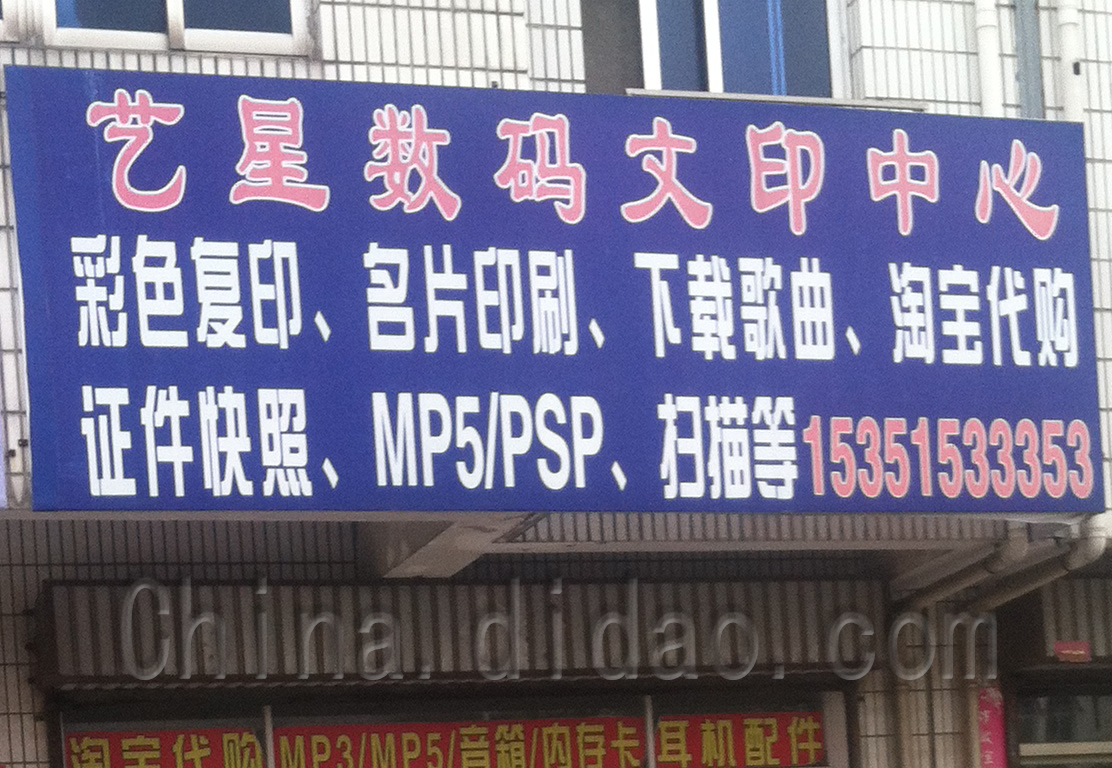 艺星数码文印中心
彩色复印、名片印刷、下载歌曲、淘宝代购
证件快照、MP5/PSP、扫描等15351533353
China.didao.com
淘宝代购 MP3/MP5/音箱/内存卡 耳机配件